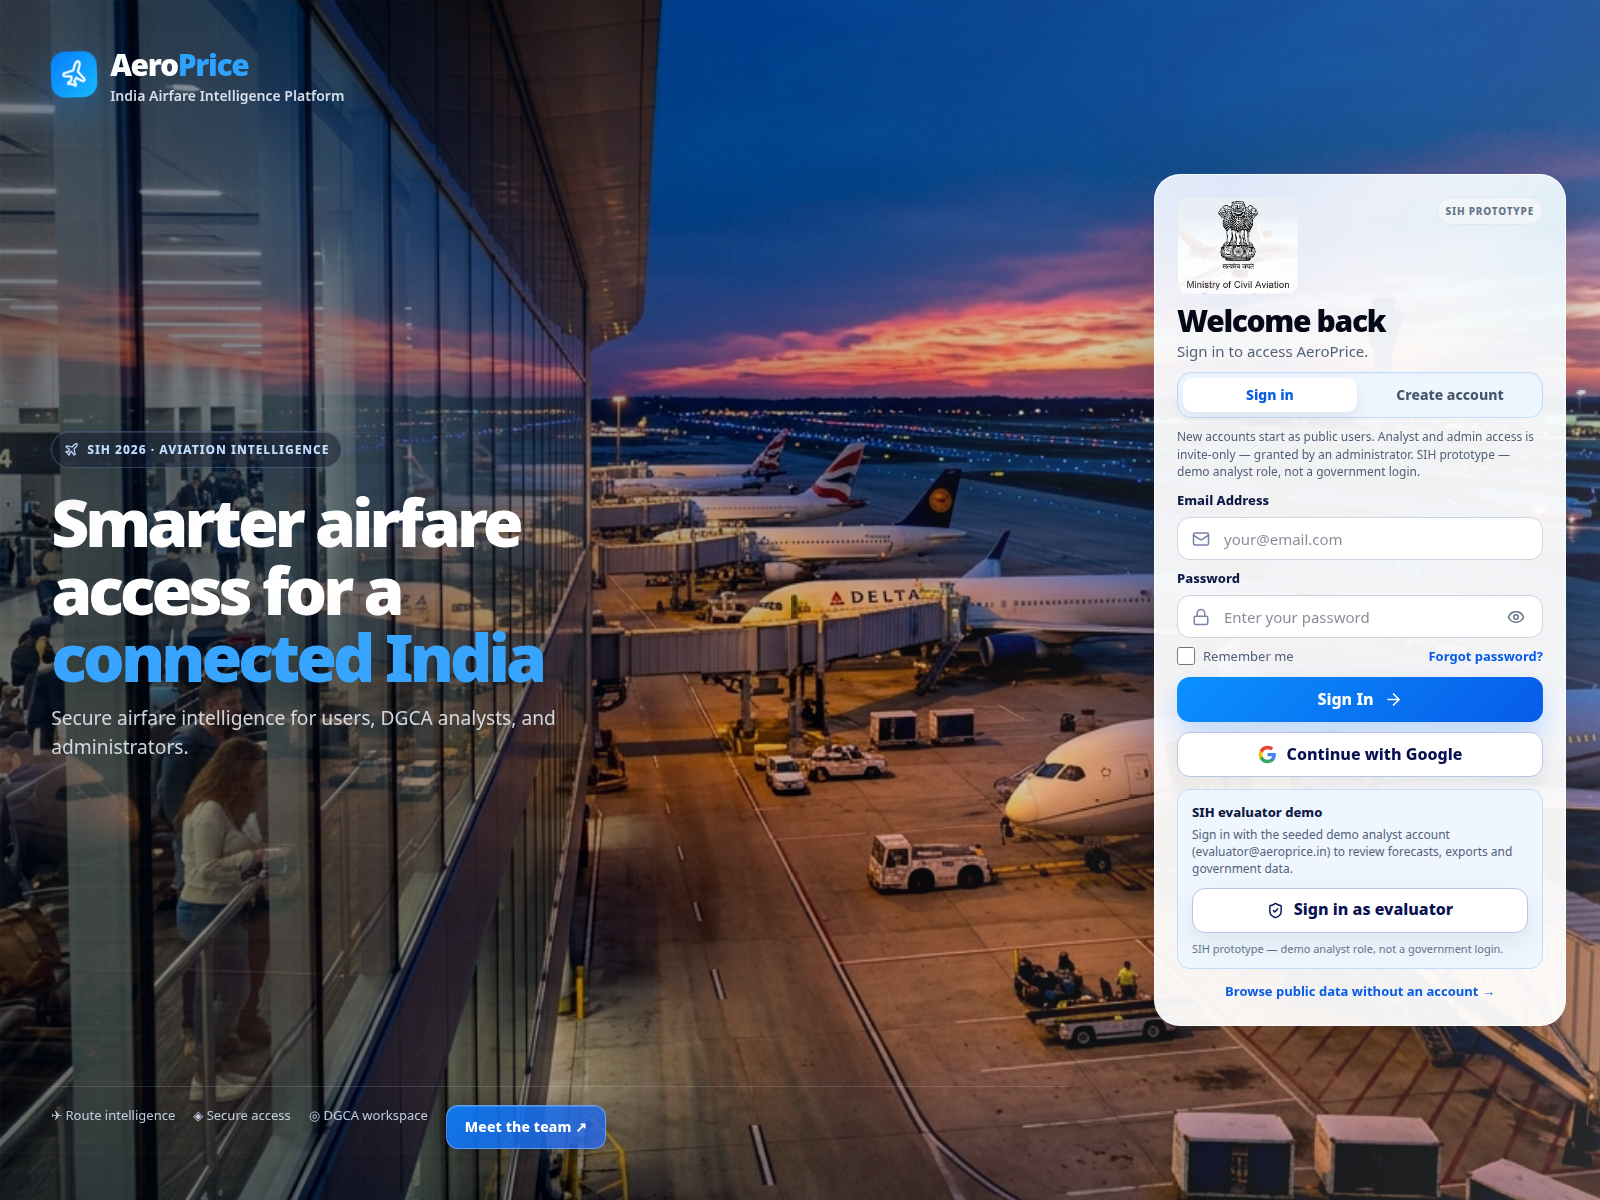 AeroPrice
India Airfare Intelligence Platform
SIH 2026 · AVIATION INTELLIGENCE
Smarter airfare
access for a
connected India
Secure airfare intelligence for users, DGCA analysts, and
administrators.
✈ Route intelligence ◈ Secure access ◎ DGCA workspace
Meet the team ↗
4
DELTA
सत्यमेव जयते
Ministry of Civil Aviation
SIH PROTOTYPE
Welcome back
Sign in to access AeroPrice.
Sign in
Create account
New accounts start as public users. Analyst and admin access is
invite-only — granted by an administrator. SIH prototype —
demo analyst role, not a government login.
Email Address
your@email.com
Password
Enter your password
Remember me
Forgot password?
Sign In →
Continue with Google
SIH evaluator demo
Sign in with the seeded demo analyst account
(evaluator@aeroprice.in) to review forecasts, exports and
government data.
Sign in as evaluator
SIH prototype — demo analyst role, not a government login.
Browse public data without an account →